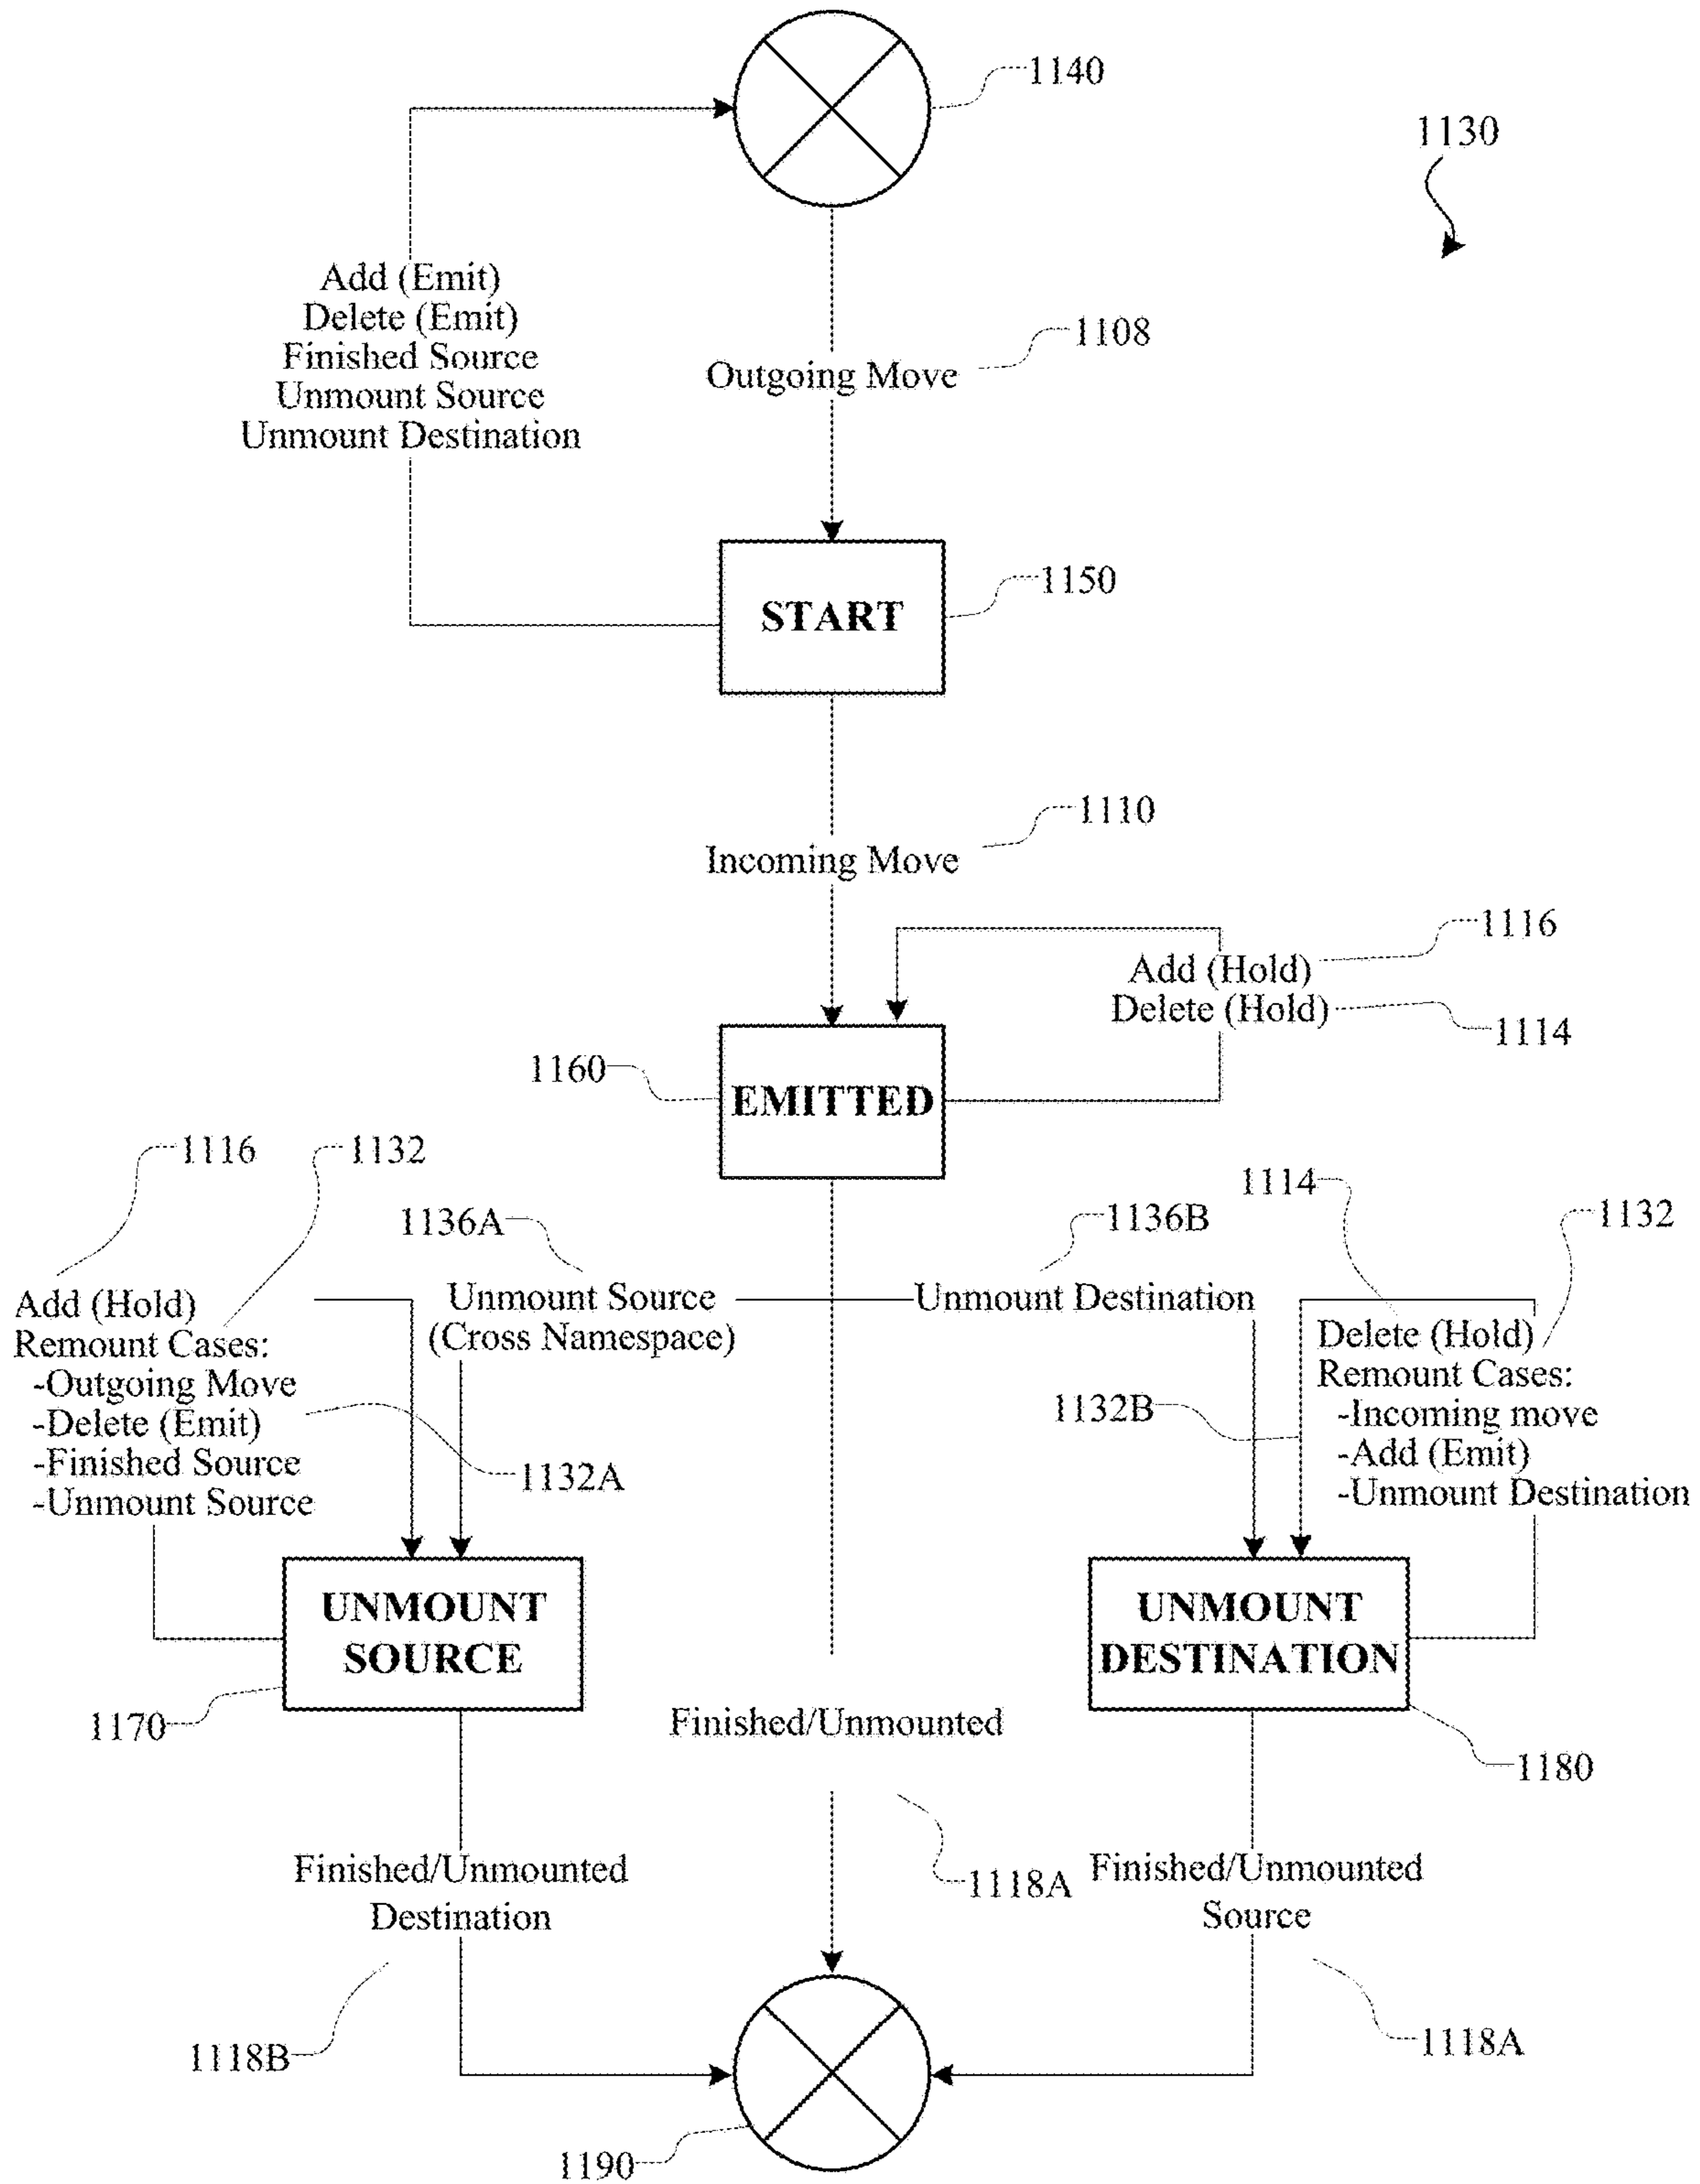 1140
1130
Add (Emit)
Delete (Emit)
Finished Source
Unmount Source
Unmount Destination
1108
Outgoing Move
1150
START
1110
Incoming Move
1116
Add (Hold)
Delete (Hold)
1114
1160
EMITTED
1116
1132
1136A
1136B
1114
1132
Add (Hold)
Remount Cases:
-Outgoing Move
-Delete (Emit)
-Finished Source
-Unmount Source
Unmount Source
(Cross Namespace)
Unmount Destination
Delete (Hold)
Remount Cases:
-Incoming move
-Add (Emit)
-Unmount Destination
1132B
1132A
UNMOUNT
SOURCE
UNMOUNT
DESTINATION
1170
Finished/Unmounted
1180
Finished/Unmounted
Destination
1118A
Finished/Unmounted
Source
1118B
1118A
1190